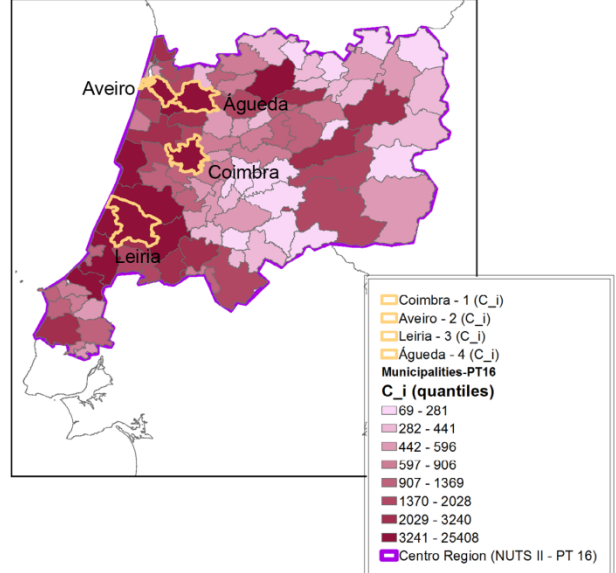 Aveiro
Águeda
Coimbra
Leiria
Coimbra - 1 (C_i)
Aveiro - 2 (C_i)
Leiria - 3 (C_i)
Águeda - 4 (C_i)
Municipalities-PT16
C_i (quantiles)
69 - 281
282 - 441
442 - 596
597 - 906
907 - 1369
1370 - 2028
2029 - 3240
3241 - 25408
Centro Region (NUTS II - PT 16)